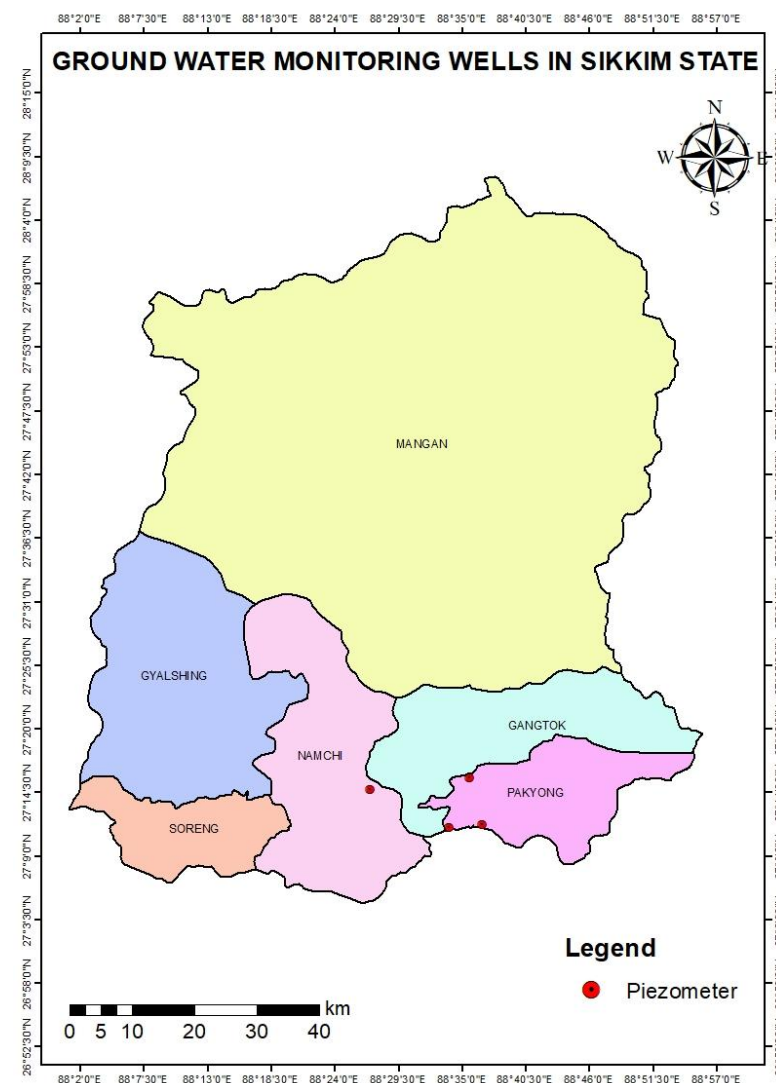 88°2'0"E 88°7'30"E 88°13'0"E 88°18'30"E 88°24'0"E 88°29'30"E 88°35'0"E 88°40'30"E 88°46'0"E 88°51'30"E 88°57'0"E
GROUND WATER MONITORING WELLS IN SIKKIM STATE
28°15'0"N
N
28°9'30"N
W E
S
28°4'0"N
27°58'30"N
27°53'0"N
27°47'30"N
MANGAN
27°42'0"N
27°36'30"N
27°31'0"N
27°25'30"N
GYALSHING
GANGTOK
27°20'0"N
NAMCHI
27°14'30"N
PAKYONG
SORENG
27°9'0"N
27°3'30"N
Legend
26°58'0"N
Piezometer
km
0 5 10 20 30 40
26°52'30"N
88°2'0"E 88°7'30"E 88°13'0"E 88°18'30"E 88°24'0"E 88°29'30"E 88°35'0"E 88°40'30"E 88°46'0"E 88°51'30"E 88°57'0"E